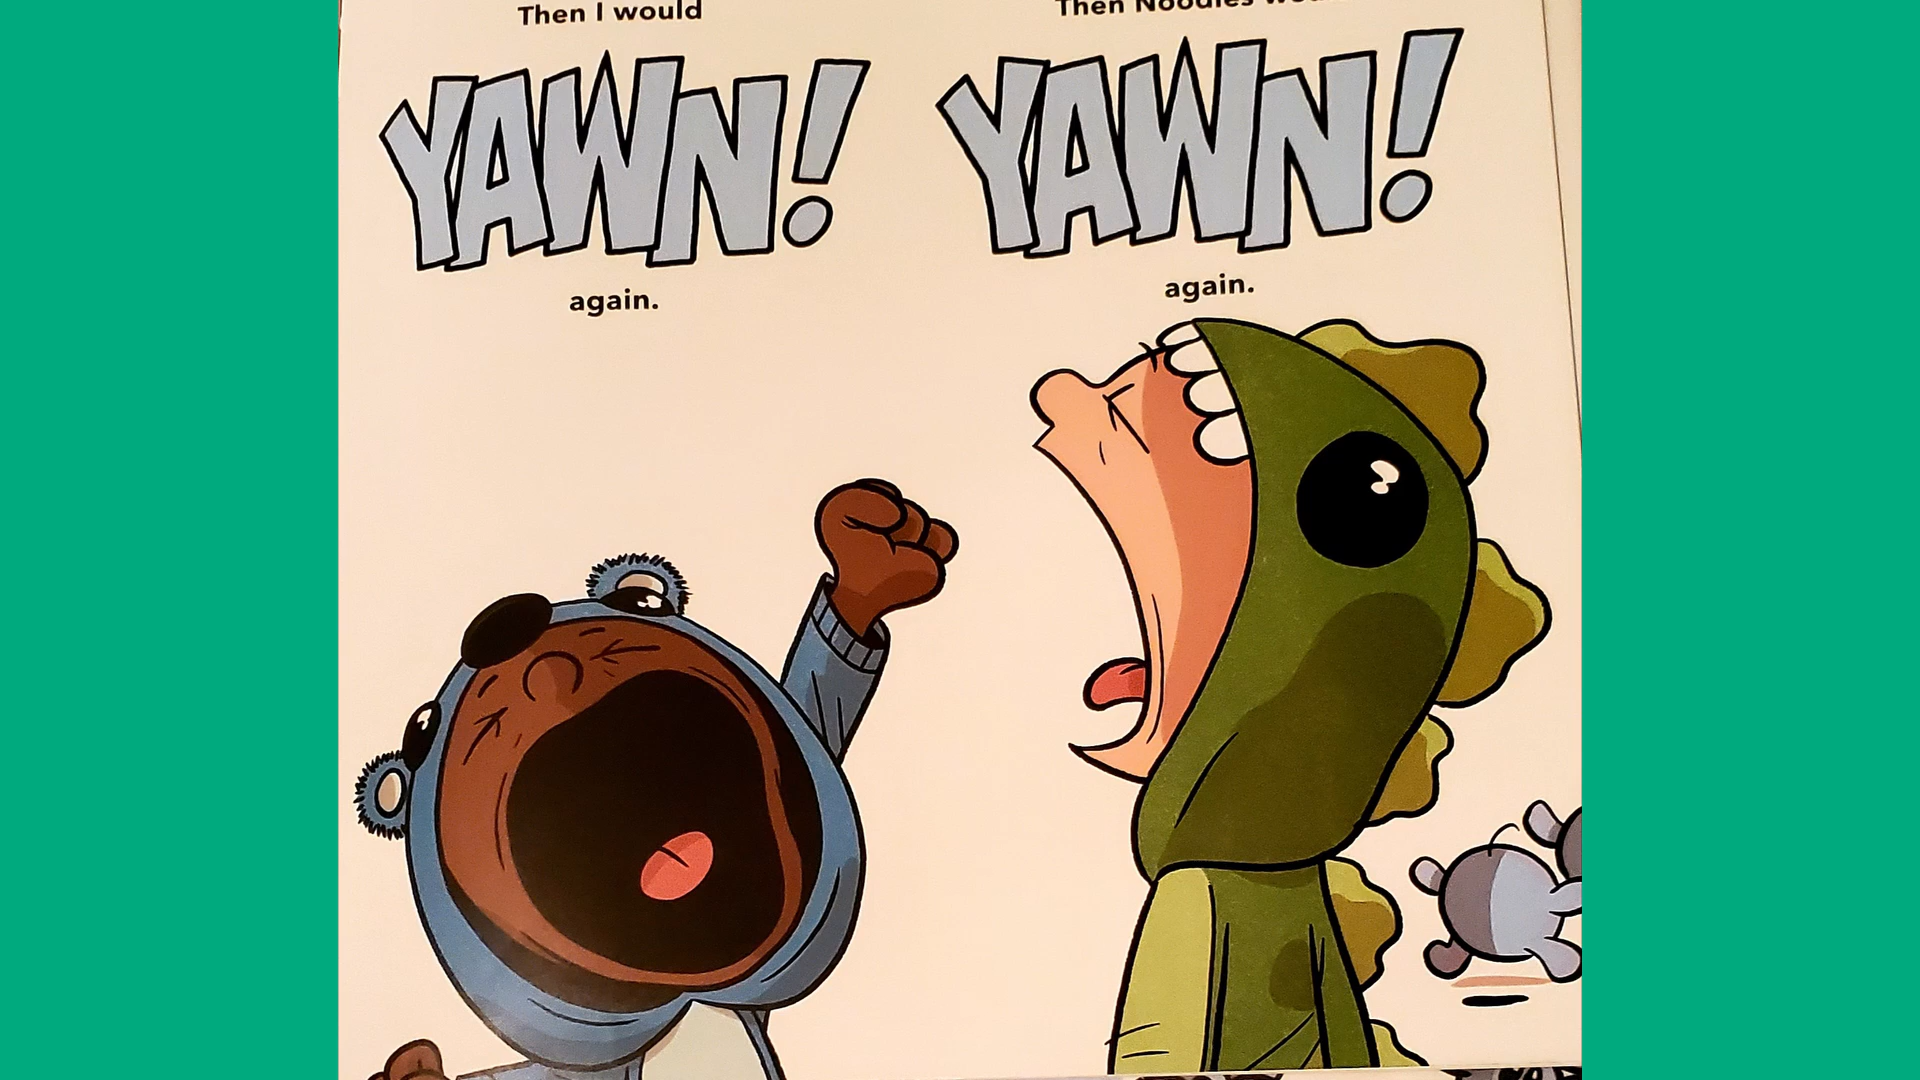 Then I would
YAWN!
again.
Then Noodles
YAWN!
again.